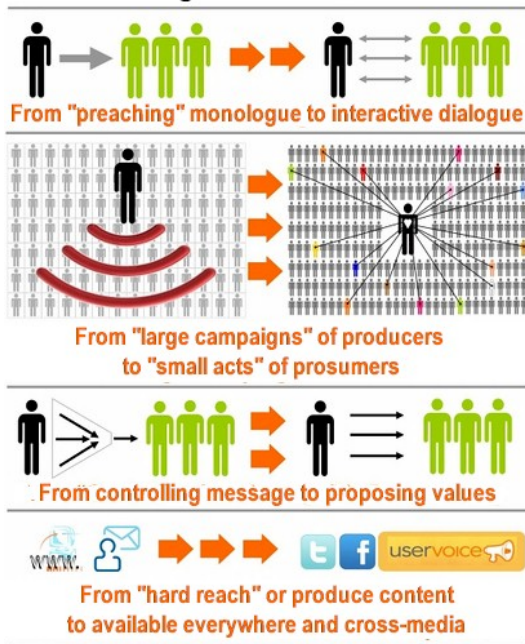 From "preaching" monologue to interactive dialogue
From "large campaigns" of producers
to "small acts" of prosumers
From controlling message to proposing values
www.
t f uservoice
From "hard reach" or produce content
to available everywhere and cross-media